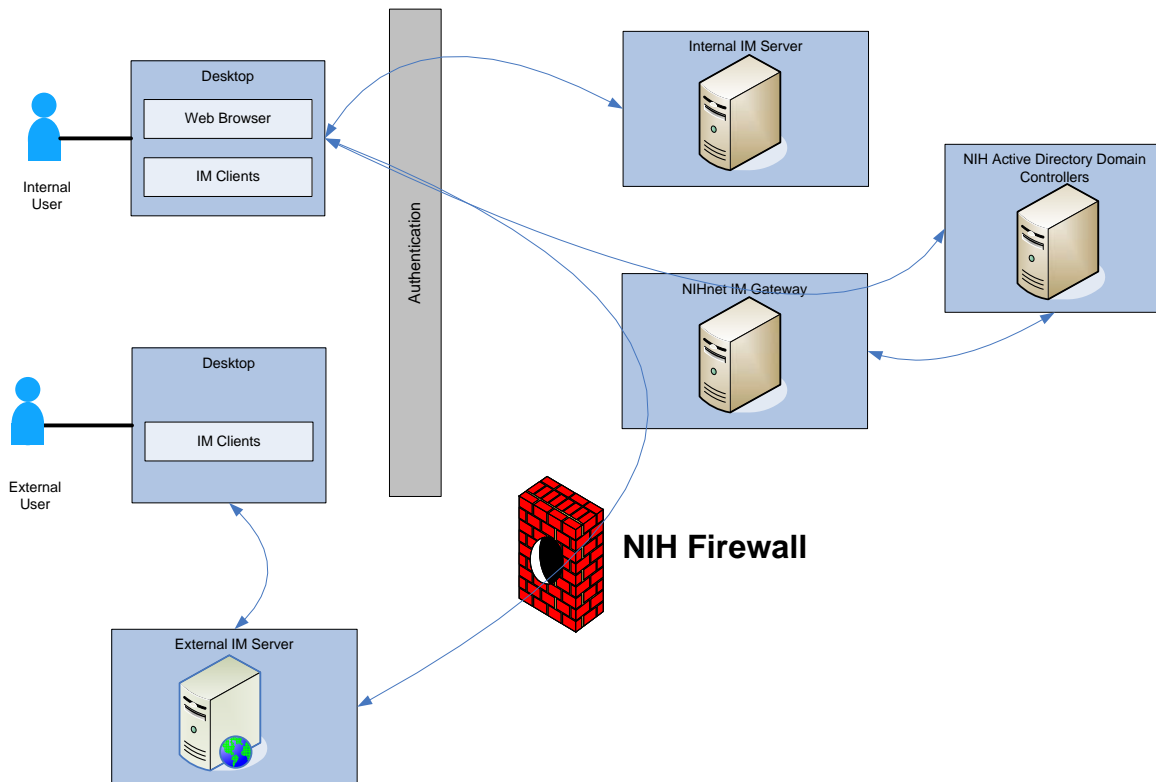 Internal IM Server
Desktop
Web Browser
IM Clients
Internal
User
NIH Active Directory Domain
Controllers
Authentication
NIHnet IM Gateway
Desktop
IM Clients
External
User
NIH Firewall
External IM Server